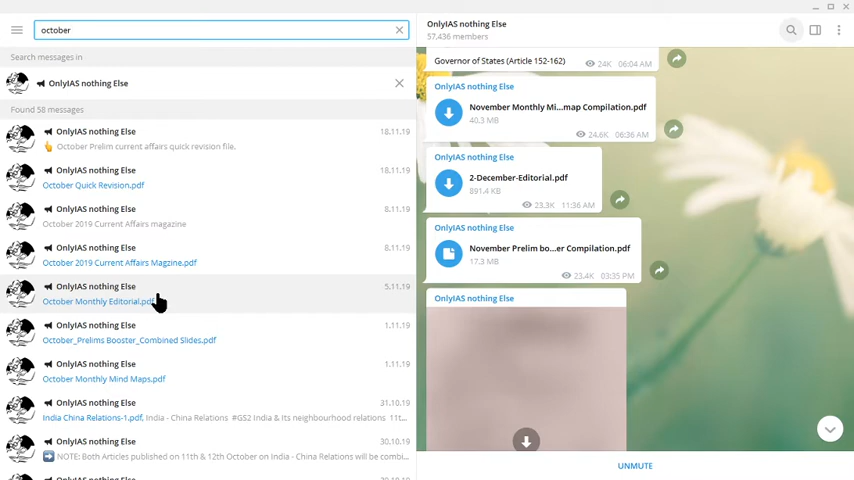 october
Search messages in
OnlyIAS nothing Else
Found 58 messages
OnlyIAS nothing Else 18.11.19
October Prelim current affairs quick revision file.
OnlyIAS nothing Else 18.11.19
October Quick Revision.pdf
OnlyIAS nothing Else 8.11.19
October 2019 Current Affairs magazine
OnlyIAS nothing Else 8.11.19
October 2019 Current Affairs Magzine.pdf
OnlyIAS nothing Else 5.11.19
October Monthly Editorial.pdf
OnlyIAS nothing Else 1.11.19
October_Prelims Booster_Combined Slides.pdf
OnlyIAS nothing Else 1.11.19
October Monthly Mind Maps.pdf
OnlyIAS nothing Else 31.10.19
India China Relations-1.pdf, India - China Relations #GS2 India & Its neighbourhood relations 11t...
OnlyIAS nothing Else 30.10.19
NOTE: Both Articles published on 11th & 12th October on India - China Relations will be combi...
OnlyIAS nothing Else
OnlyIAS nothing Else
57,436 members
Governor of States (Article 152-162) 24K 06:04 AM
OnlyIAS nothing Else
November Monthly Mi...map Compilation.pdf
40.3 MB
24.6K 06:36 AM
OnlyIAS nothing Else
2-December-Editorial.pdf
891.4 KB
23.3K 11:36 AM
OnlyIAS nothing Else
November Prelim bo...er Compilation.pdf
17.3 MB
23.4K 03:35 PM
OnlyIAS nothing Else
UNMUTE